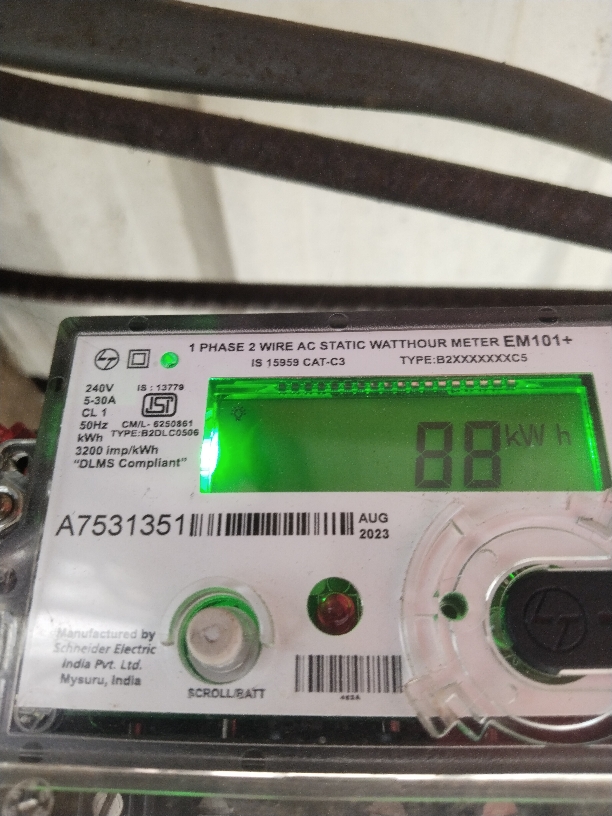 1 PHASE 2 WIRE AC STATIC WATTHOUR METER EM101+
IS 15959 CAT-C3 TYPE:B2XXXXXXXC5
240V IS : 13779
5-30A
CL 1
50Hz CM/L- 6250861
kWh TYPE:B2DLC0506
3200 imp/kWh
"DLMS Compliant"
88 kWh
A7531351 AUG
2023
Manufactured by
Schneider Electric
India Pvt. Ltd.
Mysuru, India
SCROLL/BATT